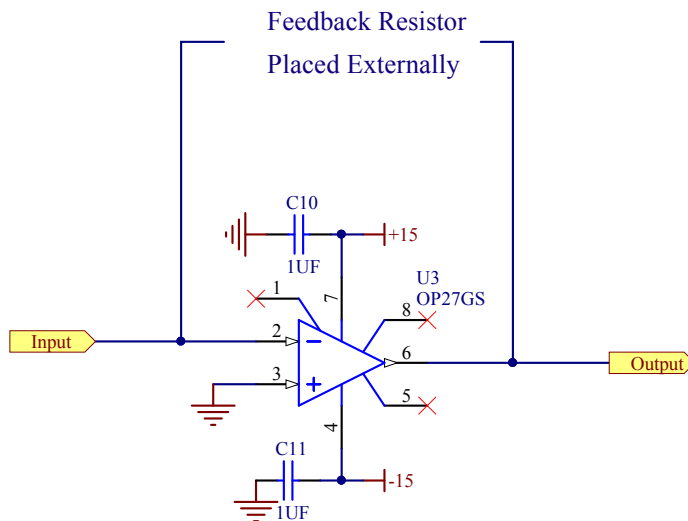 Feedback Resistor
Placed Externally
C10
+15
1UF
U3
OP27GS
1
7
8
2
Input
6
Output
3
5
4
C11
-15
1UF